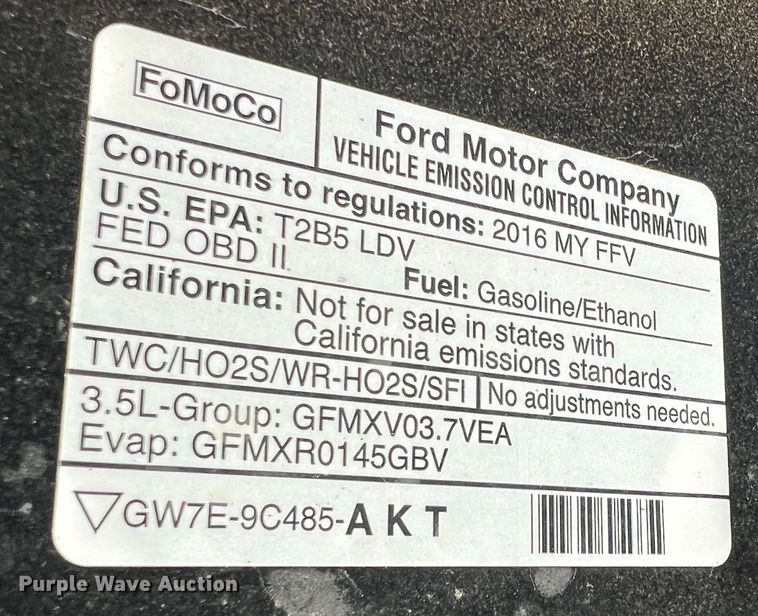 FoMoCo
Ford Motor Company
VEHICLE EMISSION CONTROL INFORMATION
Conforms to regulations: 2016 MY FFV
U.S. EPA: T2B5 LDV
FED OBD II
Fuel: Gasoline/Ethanol
California: Not for sale in states with
California emissions standards.
TWC/HO2S/WR-HO2S/SFI
No adjustments needed.
3.5L-Group: GFMXV03.7VEA
Evap: GFMXR0145GBV
GW7E-9C485-AKT
Purple Wave Auction